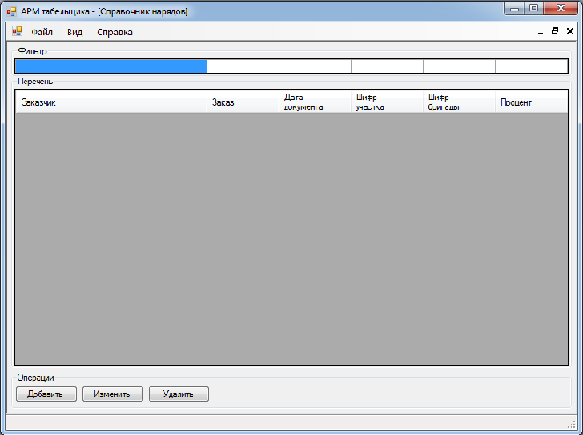 АРМ табельщика - [Справочник нарядов]
Файл Вид Справка
Фильтр
Перечень
Заказчик Заказ Дата документа Шифр участка Шифр бригады Процент
Операции
Добавить Изменить Удалить